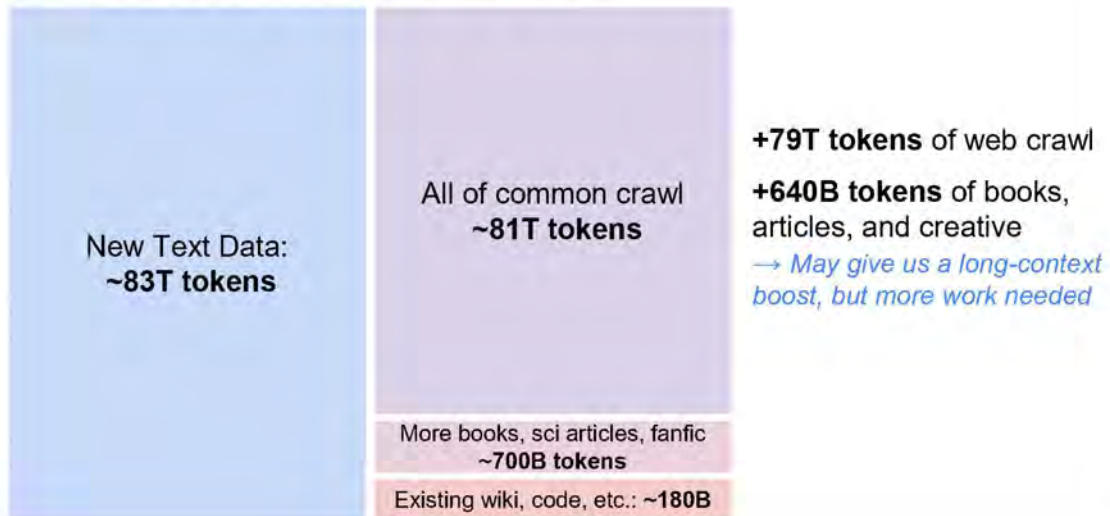 New Text Data:
~83T tokens
All of common crawl
~81T tokens
More books, sci articles, fanfic
~700B tokens
Existing wiki, code, etc.: ~180B
+79T tokens of web crawl
+640B tokens of books,
articles, and creative
→ May give us a long-context
boost, but more work needed